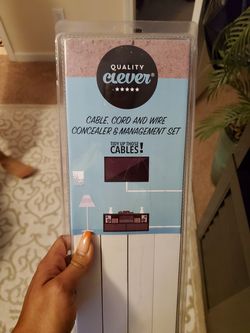 QUALITY
clever®
CABLE, CORD AND WIRE
CONCEALER & MANAGEMENT SET
TIDY UP THOSE
CABLES!